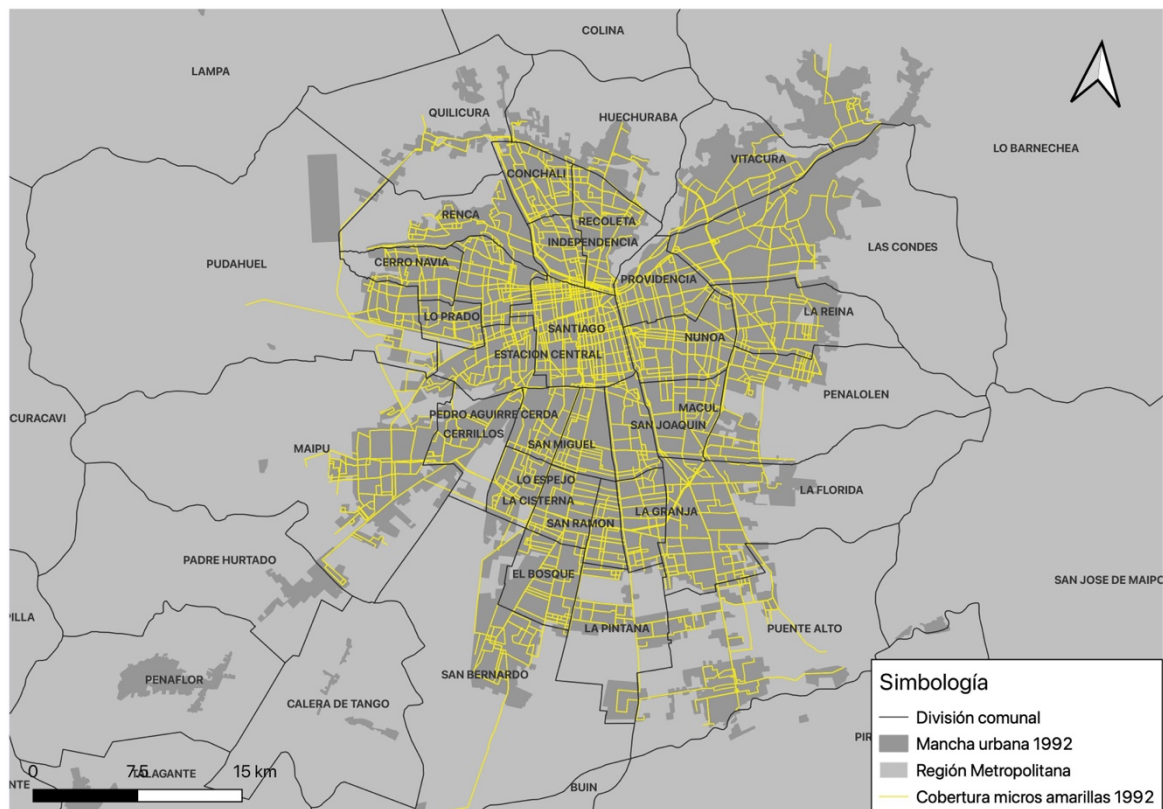 COLINA
LAMPA
QUILICURA
HUECHURABA
LO BARNECHEA
VITACURA
CONCHALI
RENCA
RECOLETA
INDEPENDENCIA
LAS CONDES
PUDAHUEL
CERRO NAVIA
PROVIDENCIA
LA REINA
LO PRADO
SANTIAGO
NUNOA
ESTACION CENTRAL
PENALOLEN
CURACAVI
PEDRO AGUIRRE CERDA
MACUL
CERRILLOS
SAN JOAQUIN
MAIPU
SAN MIGUEL
LO ESPEJO
LA FLORIDA
LA CISTERNA
LA GRANJA
SAN RAMON
PADRE HURTADO
EL BOSQUE
SAN JOSE DE MAIPO
PILLA
LA PINTANA
PUENTE ALTO
SAN BERNARDO
PENAFLOR
CALERA DE TANGO
PIR
TALAGANTE
NTE
BUIN
0 7.5 15 km
Simbología
División comunal
Mancha urbana 1992
Región Metropolitana
Cobertura micros amarillas 1992